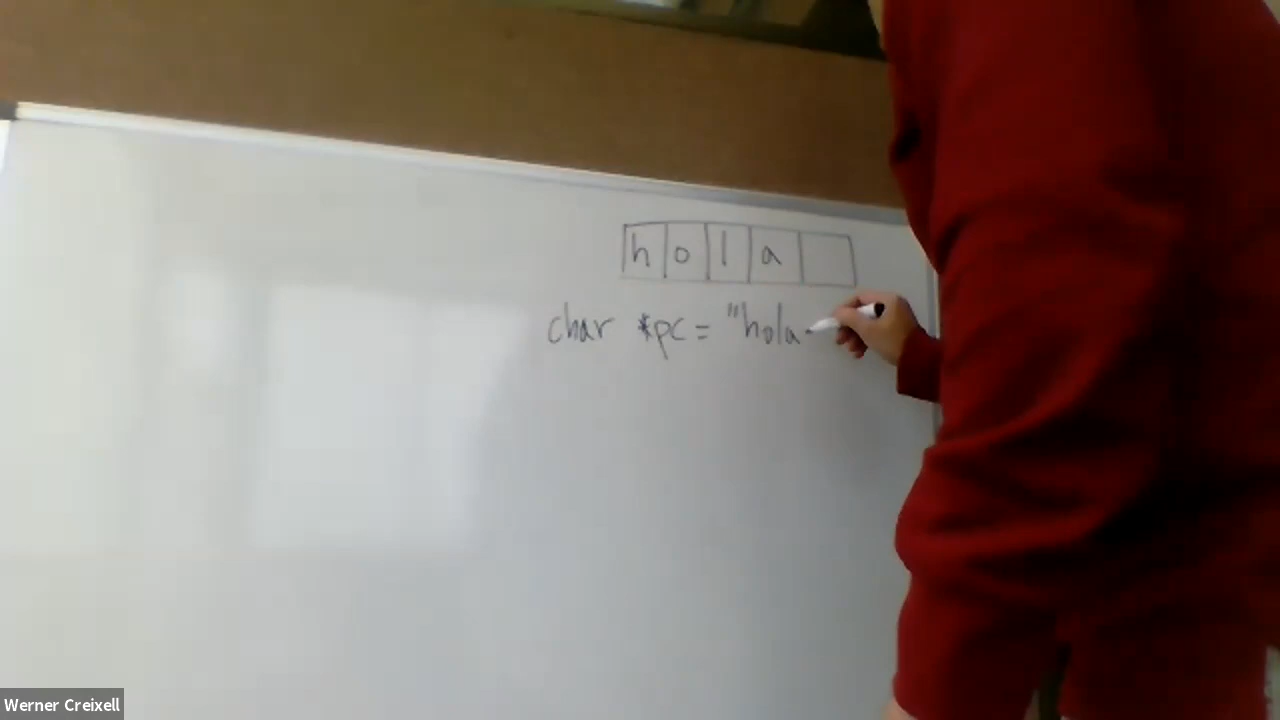 h o l a
char *pc = "hola
Werner Creixell